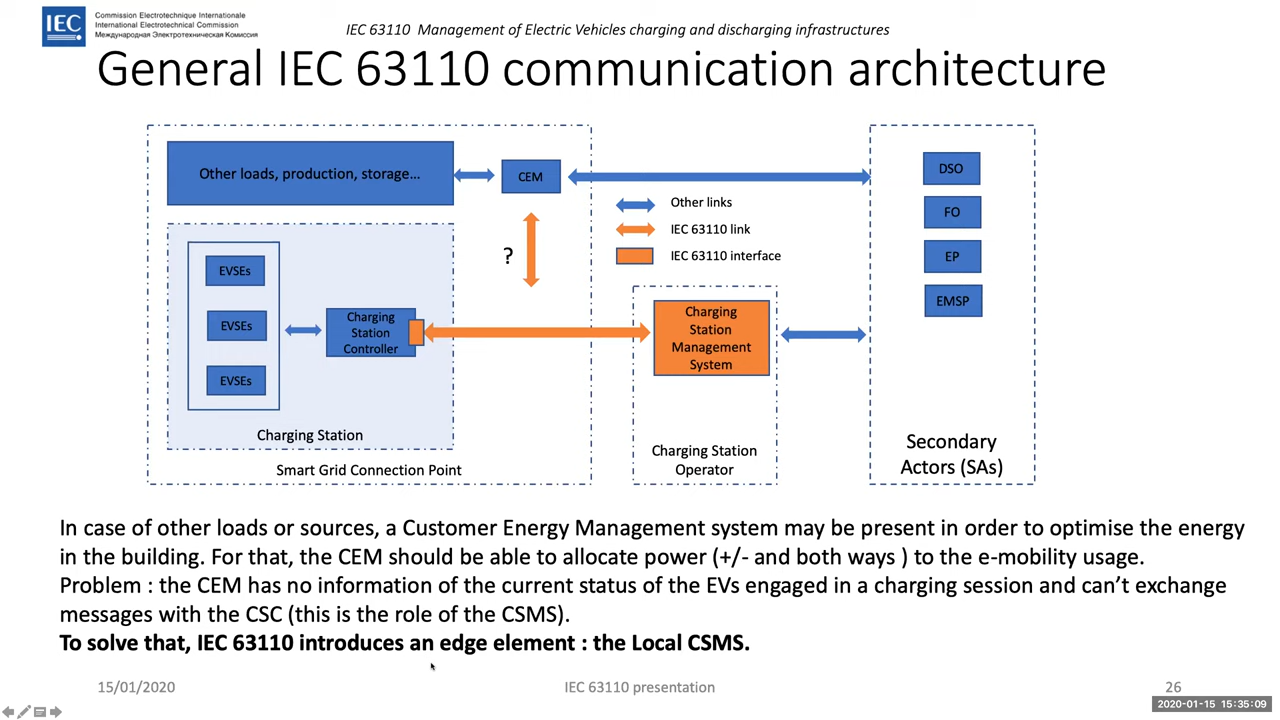 IEC
Commission Electrotechnique Internationale
International Electrotechnical Commission
Международная Электротехническая Комиссия
IEC 63110 Management of Electric Vehicles charging and discharging infrastructures
General IEC 63110 communication architecture
Other loads, production, storage…
CEM
DSO
FO
EP
EMSP
Other links
IEC 63110 link
IEC 63110 interface
?
EVSEs
EVSEs
EVSEs
Charging
Station
Controller
Charging
Station
Management
System
Charging Station
Smart Grid Connection Point
Charging Station
Operator
Secondary
Actors (SAs)
In case of other loads or sources, a Customer Energy Management system may be present in order to optimise the energy
in the building. For that, the CEM should be able to allocate power (+/- and both ways ) to the e-mobility usage.
Problem : the CEM has no information of the current status of the EVs engaged in a charging session and can’t exchange
messages with the CSC (this is the role of the CSMS).
To solve that, IEC 63110 introduces an edge element : the Local CSMS.
15/01/2020
IEC 63110 presentation
26
2020-01-15 15:35:09